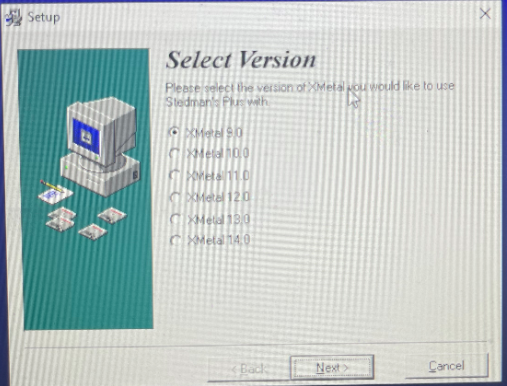 Setup
Select Version
Please select the version of XMetal you would like to use
Stedman's Plus with
XMetal 9.0
XMetal 10.0
XMetal 11.0
XMetal 12.0
XMetal 13.0
XMetal 14.0
< Back
Next >
Cancel